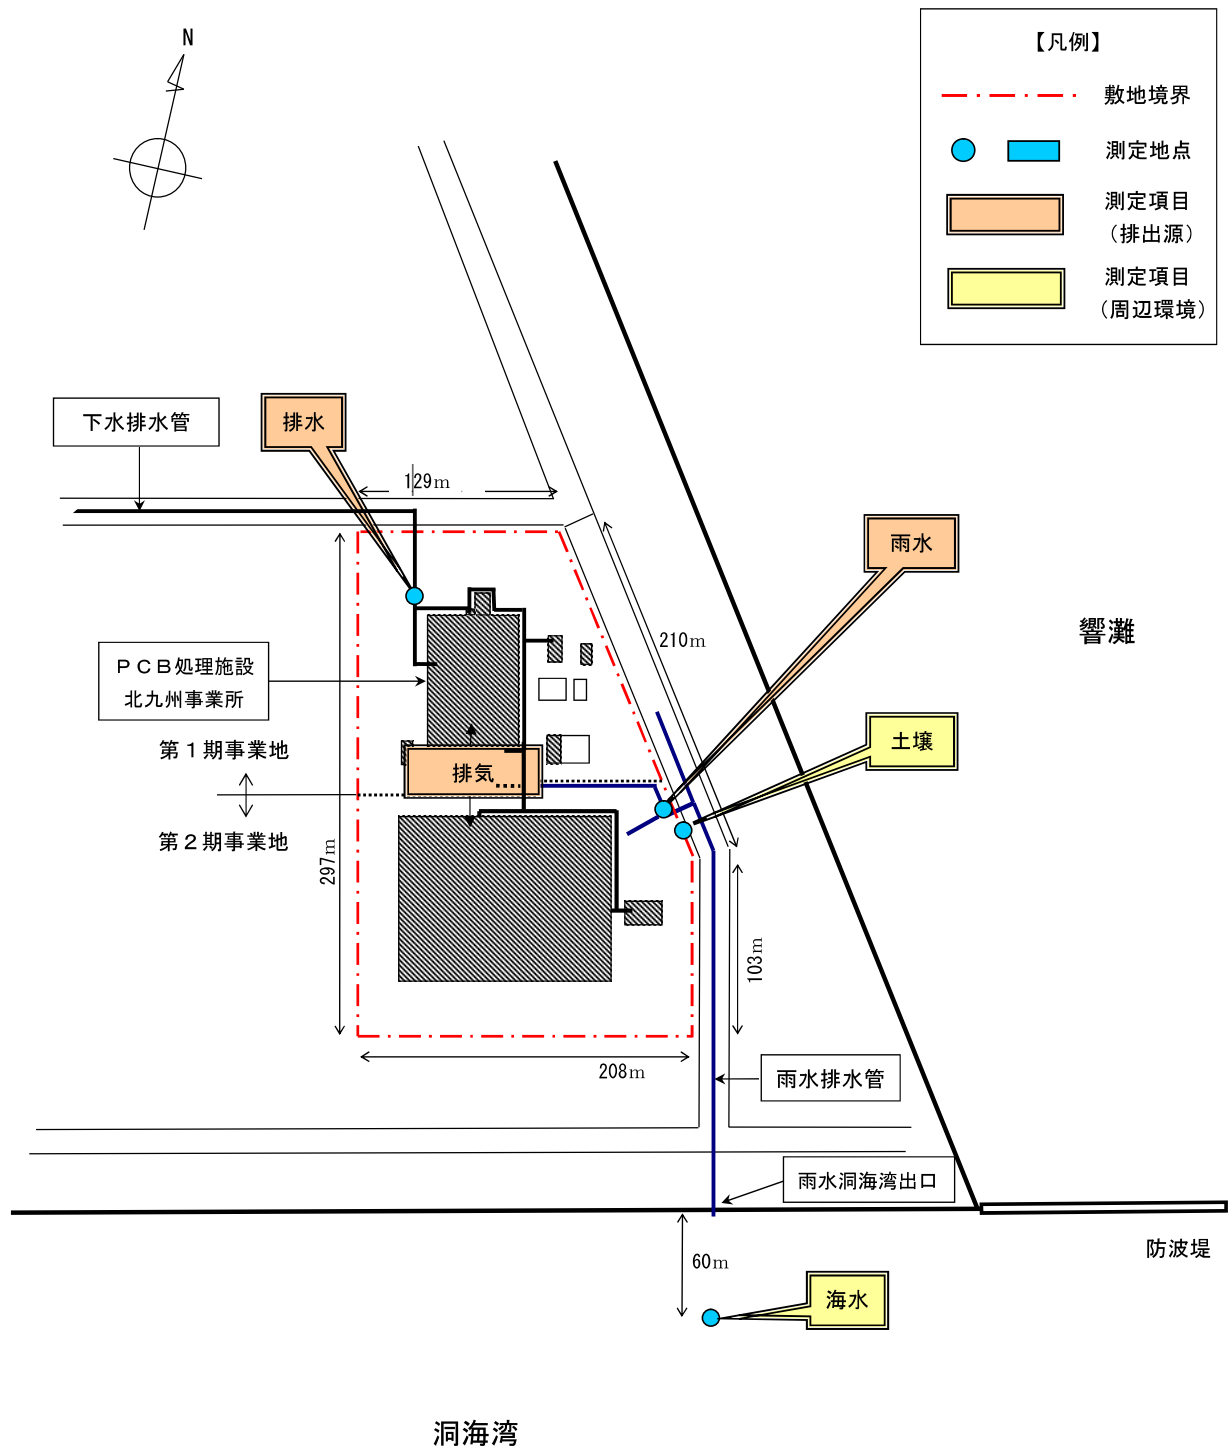 N
【凡例】
敷地境界
測定地点
測定項目
（排出源）
測定項目
（周辺環境）
下水排水管
排水
129m
雨水
210m
響灘
ＰＣＢ処理施設
北九州事業所
土壌
第１期事業地
排気
第２期事業地
297m
103m
208m
雨水排水管
雨水洞海湾出口
防波堤
60m
海水
洞海湾